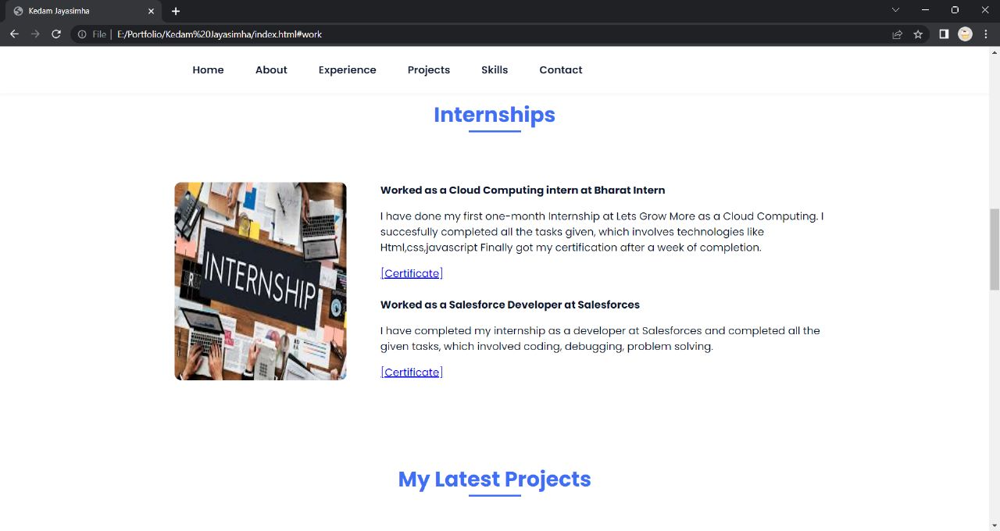 Kedam Jayasimha
File | E:/Portfolio/Kedam%20Jayasimha/index.html#work
Home About Experience Projects Skills Contact
Internships
INTERNSHIP
Worked as a Cloud Computing intern at Bharat Intern
I have done my first one-month Internship at Lets Grow More as a Cloud Computing. I
succesfully completed all the tasks given, which involves technologies like
Html,css,javascript Finally got my certification after a week of completion.
[Certificate]
Worked as a Salesforce Developer at Salesforces
I have completed my internship as a developer at Salesforces and completed all the
given tasks, which involved coding, debugging, problem solving.
[Certificate]
My Latest Projects